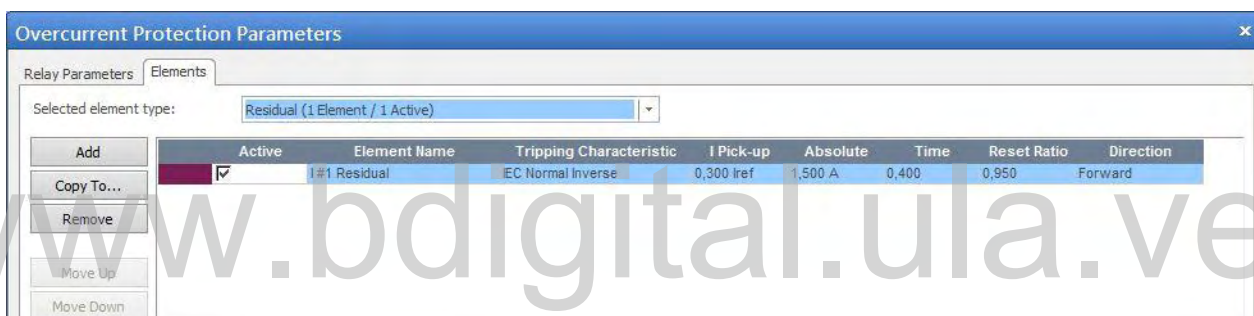 Overcurrent Protection Parameters
Relay Parameters Elements
Selected element type: Residual (1 Element / 1 Active)
Add
Active Element Name Tripping Characteristic I Pick-up Absolute Time Reset Ratio Direction
I #1 Residual IEC Normal Inverse 0,300 Iref 1,500 A 0,400 0,950 Forward
Copy To...
Remove
Move Up
Move Down
www.bdigital.ula.ve